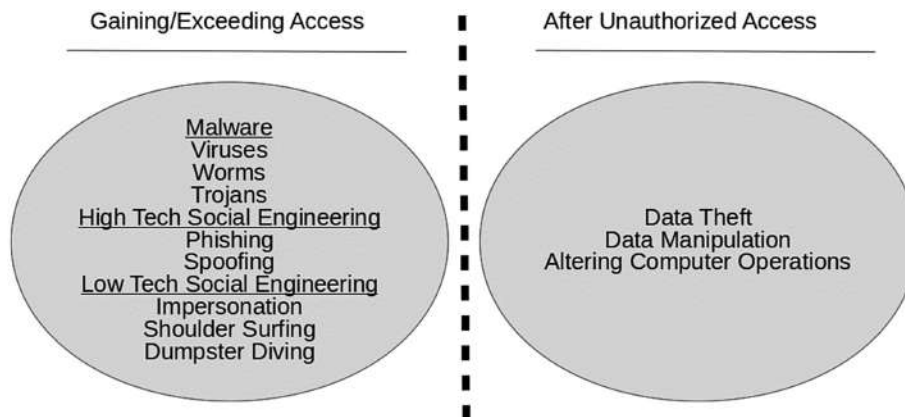 Gaining/Exceeding Access
Malware
Viruses
Worms
Trojans
High Tech Social Engineering
Phishing
Spoofing
Low Tech Social Engineering
Impersonation
Shoulder Surfing
Dumpster Diving
After Unauthorized Access
Data Theft
Data Manipulation
Altering Computer Operations